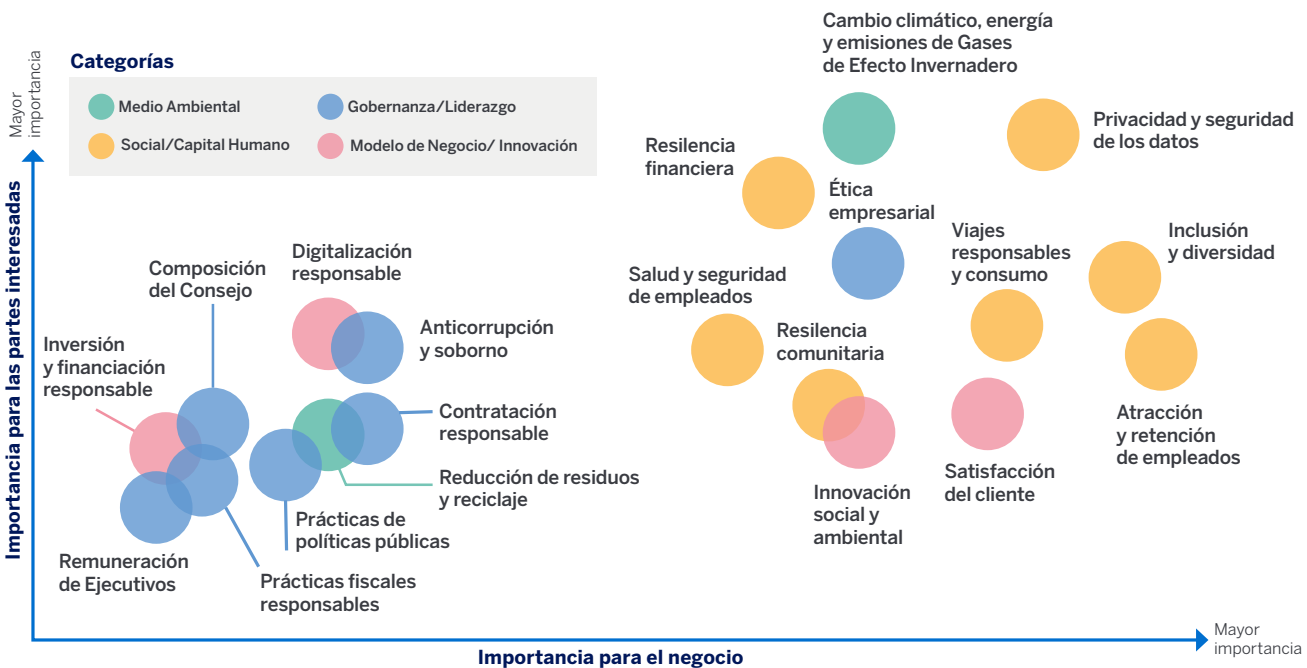 Cambio climático, energía
y emisiones de Gases
de Efecto Invernadero
Mayor
importancia
Categorías
Medio Ambiental
Gobernanza/Liderazgo
Social/Capital Humano
Modelo de Negocio/ Innovación
Privacidad y seguridad
de los datos
Resilencia
financiera
Ética
empresarial
Viajes
responsables
y consumo
Inclusión
y diversidad
Importancia para las partes interesadas
Digitalización
responsable
Composición
del Consejo
Salud y seguridad
de empleados
Anticorrupción
y soborno
Resilencia
comunitaria
Inversión
y financiación
responsable
Contratación
responsable
Atracción
y retención
de empleados
Reducción de residuos
y reciclaje
Satisfacción
del cliente
Innovación
social y
ambiental
Prácticas de
políticas públicas
Remuneración
de Ejecutivos
Prácticas fiscales
responsables
Importancia para el negocio
Mayor
importancia